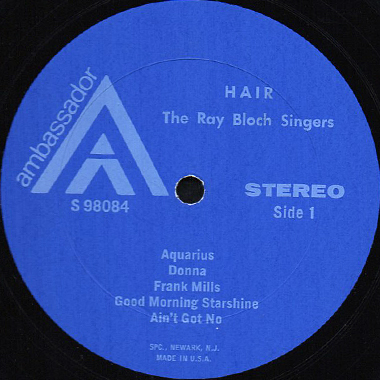 ambassador
HAIR
The Ray Bloch Singers
S 98084
STEREO
Side 1
Aquarius
Donna
Frank Mills
Good Morning Starshine
Ain't Got No
SPC., NEWARK, N.J.
MADE IN U.S.A.